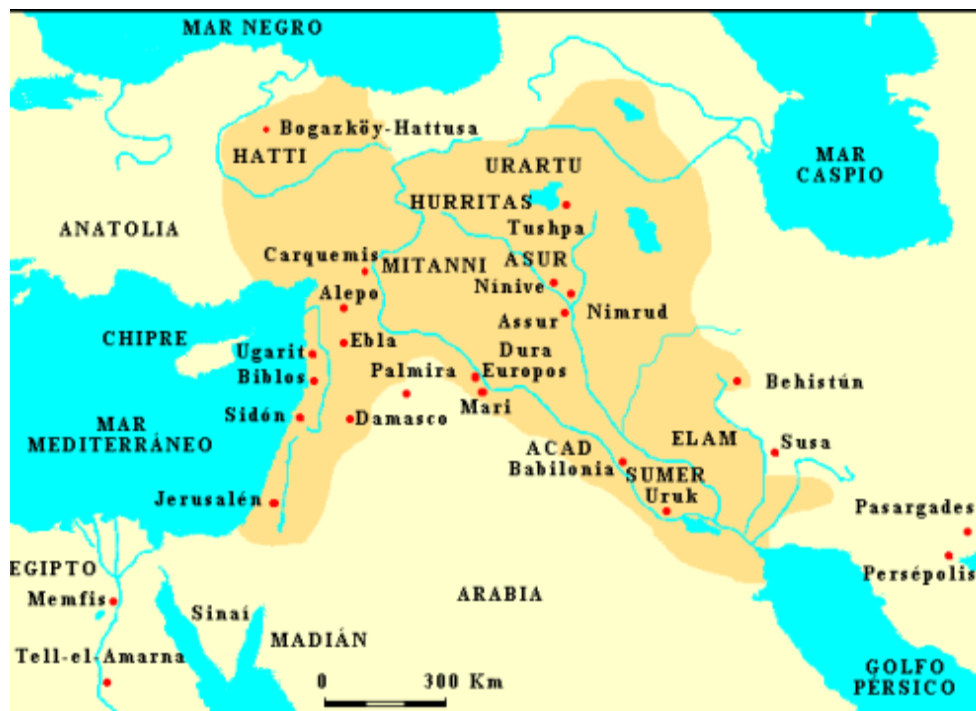 MAR NEGRO
Bogazköy-Hattusa
HATTI
URARTU
MAR
CASPIO
HURRITAS
Tushpa
ANATOLIA
Carquemis
MITANNI
ASUR
Nínive
Nimrud
Alepo
Assur
CHIPRE
Ebla
Ugarit
Dura
Europos
Palmira
Biblos
Behistún
Mari
Sidón
Damasco
MAR
MEDITERRÁNEO
ELAM
Susa
ACAD
Babilonia
SUMER
Uruk
Jerusalén
Pasargades
EGIPTO
Persépolis
Memfis
ARABIA
Sinaí
MADIÁN
Tell-el-Amarna
GOLFO
PÉRSICO
0 300 Km